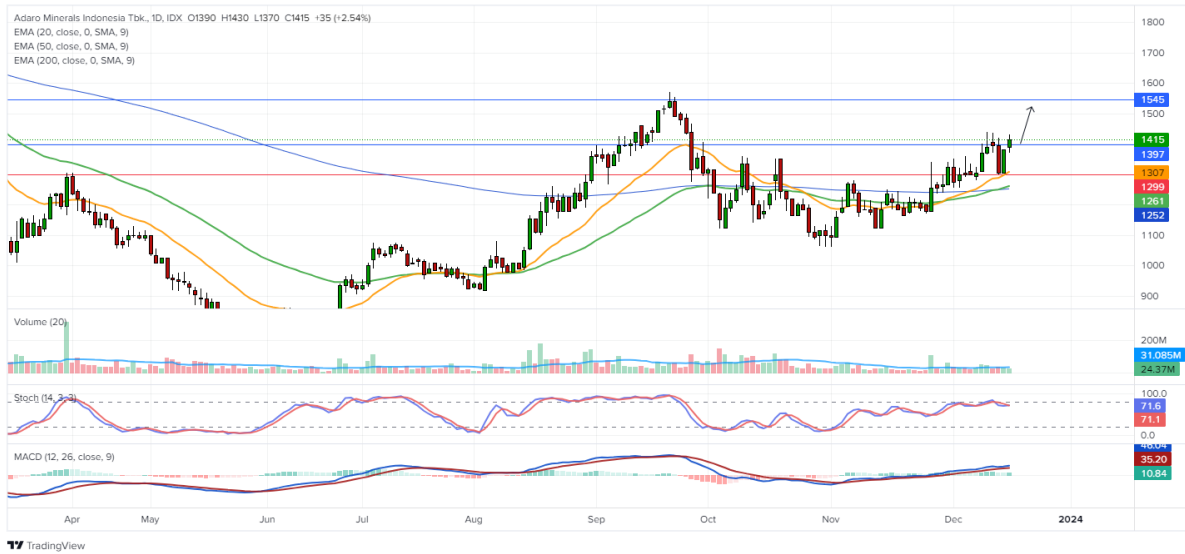 Adaro Minerals Indonesia Tbk., 1D, IDX O1390 H1430 L1370 C1415 +35 (+2.54%)
EMA (20, close, 0, SMA, 9)
EMA (50, close, 0, SMA, 9)
EMA (200, close, 0, SMA, 9)
1800
1700
1600
1545
1500
1415
1397
1307
1299
1261
1252
1100
1000
900
Volume (20)
200M
31.085M
24.37M
Stoch (14, 3, 3)
100.0
71.6
71.1
0.0
MACD (12, 26, close, 9)
46.04
35.20
10.84
Apr May Jun Jul Aug Sep Oct Nov Dec 2024
TradingView